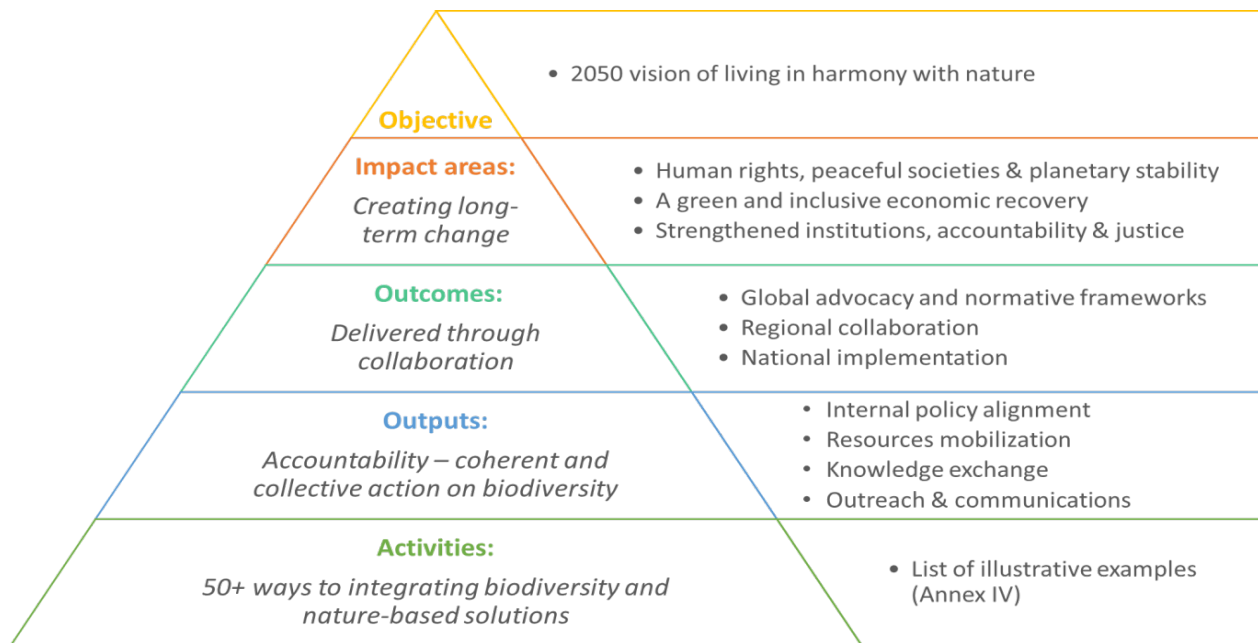 • 2050 vision of living in harmony with nature
Objective
Impact areas:
Creating long-
term change
• Human rights, peaceful societies & planetary stability
• A green and inclusive economic recovery
• Strengthened institutions, accountability & justice
Outcomes:
Delivered through
collaboration
• Global advocacy and normative frameworks
• Regional collaboration
• National implementation
Outputs:
Accountability – coherent and
collective action on biodiversity
• Internal policy alignment
• Resources mobilization
• Knowledge exchange
• Outreach & communications
Activities:
50+ ways to integrating biodiversity and
nature-based solutions
• List of illustrative examples
(Annex IV)